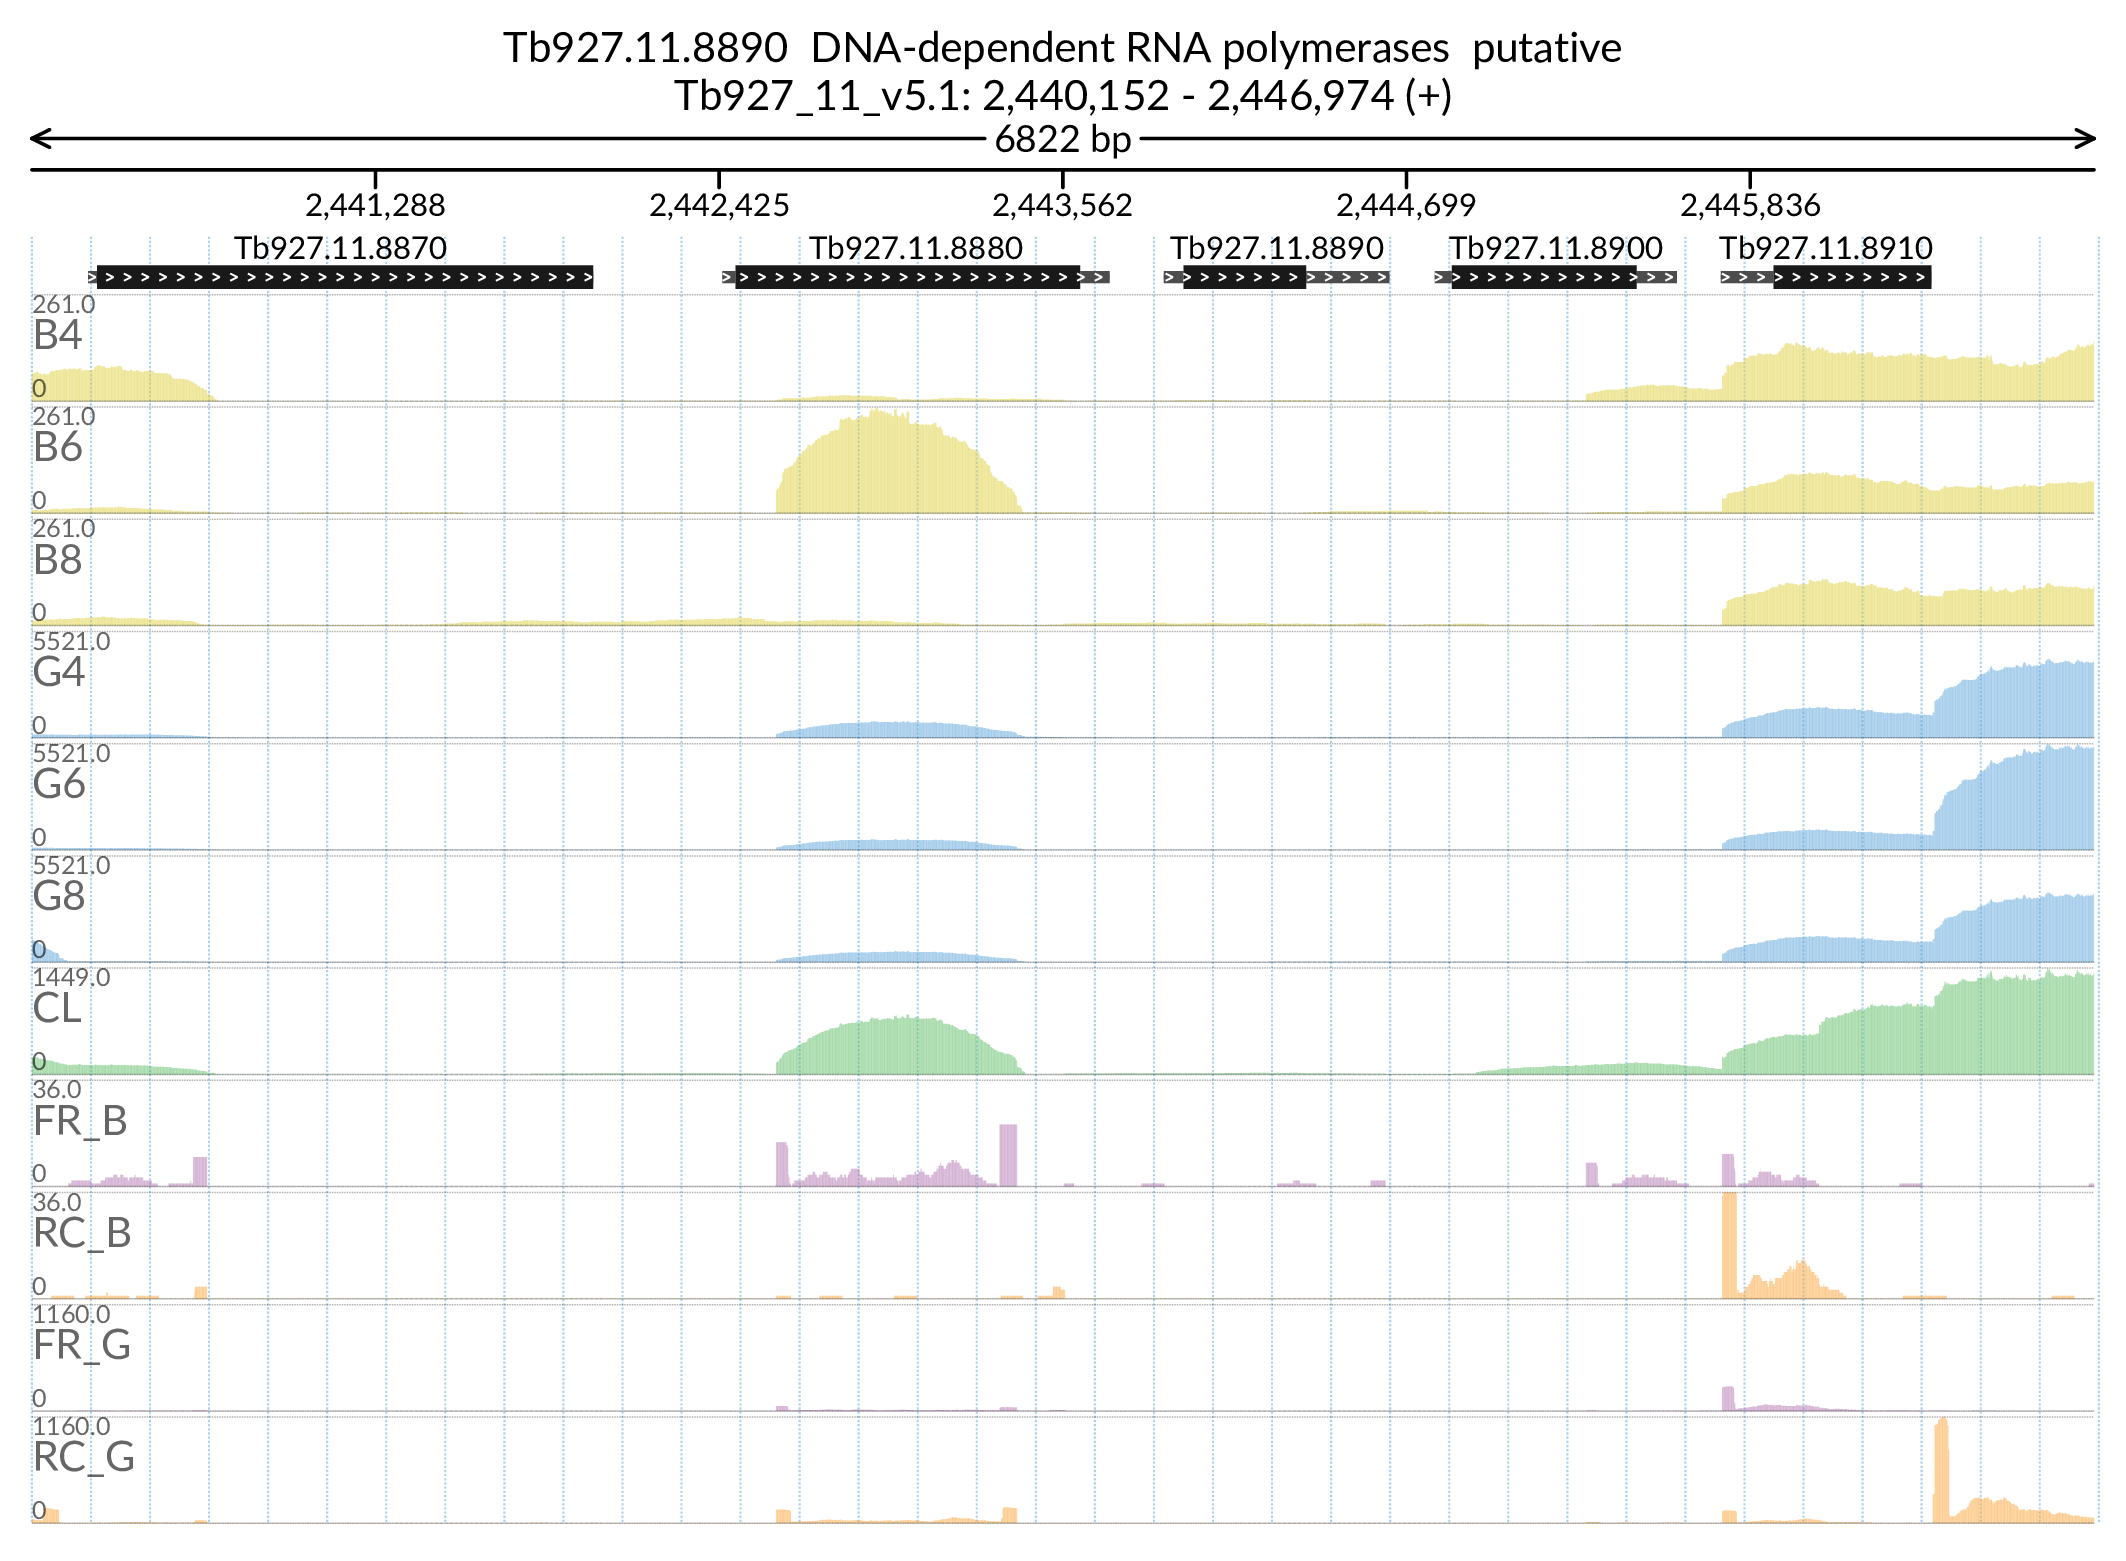 Tb927.11.8890  DNA-dependent RNA polymerases  putative
Tb927_11_v5.1: 2,440,152 - 2,446,974 (+)
6822 bp
2,441,288 2,442,425 2,443,562 2,444,699 2,445,836
Tb927.11.8870 Tb927.11.8880 Tb927.11.8890 Tb927.11.8900 Tb927.11.8910
261.0
B4
0
261.0
B6
0
261.0
B8
0
5521.0
G4
0
5521.0
G6
0
5521.0
G8
0
1449.0
CL
0
36.0
FR_B
0
36.0
RC_B
0
1160.0
FR_G
0
1160.0
RC_G
0